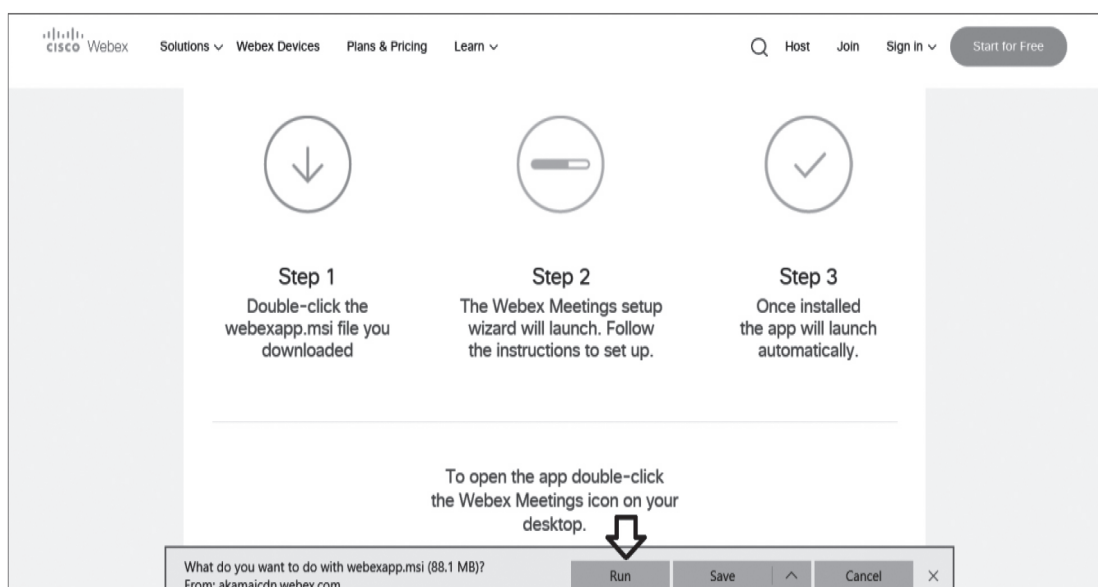 CISCO Webex
Solutions Webex Devices Plans & Pricing Learn Host Join Sign in Start for Free
Step 1
Double-click the
webexapp.msi file you
downloaded
Step 2
The Webex Meetings setup
wizard will launch. Follow
the instructions to set up.
Step 3
Once installed
the app will launch
automatically.
To open the app double-click
the Webex Meetings icon on your
desktop.
What do you want to do with webexapp.msi (88.1 MB)?
From: akamaicdn.webex.com
Run Save Cancel